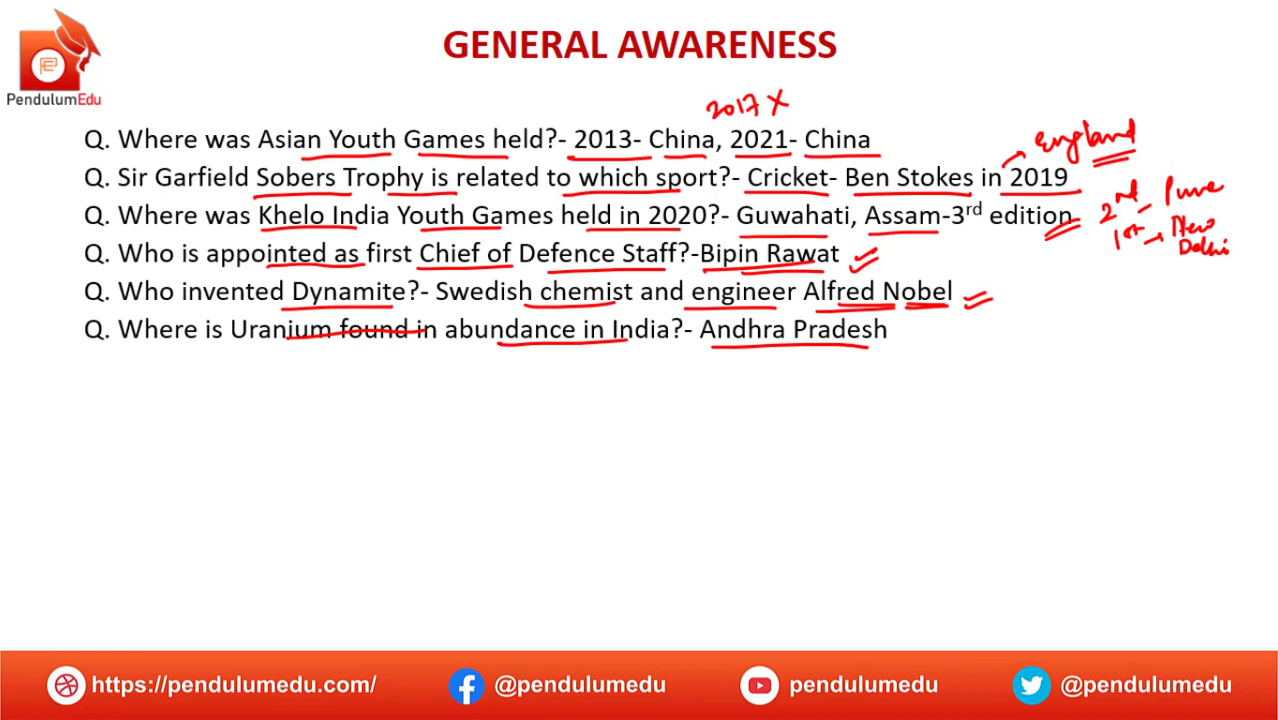 PendulumEdu
GENERAL AWARENESS
2017 X
Q. Where was Asian Youth Games held?- 2013- China, 2021- China
England
Q. Sir Garfield Sobers Trophy is related to which sport?- Cricket- Ben Stokes in 2019
Q. Where was Khelo India Youth Games held in 2020?- Guwahati, Assam-3rd edition
2nd - Pune
1st → New Delhi
Q. Who is appointed as first Chief of Defence Staff?-Bipin Rawat
Q. Who invented Dynamite?- Swedish chemist and engineer Alfred Nobel
Q. Where is Uranium found in abundance in India?- Andhra Pradesh
https://pendulumedu.com/
@pendulumedu
pendulumedu
@pendulumedu